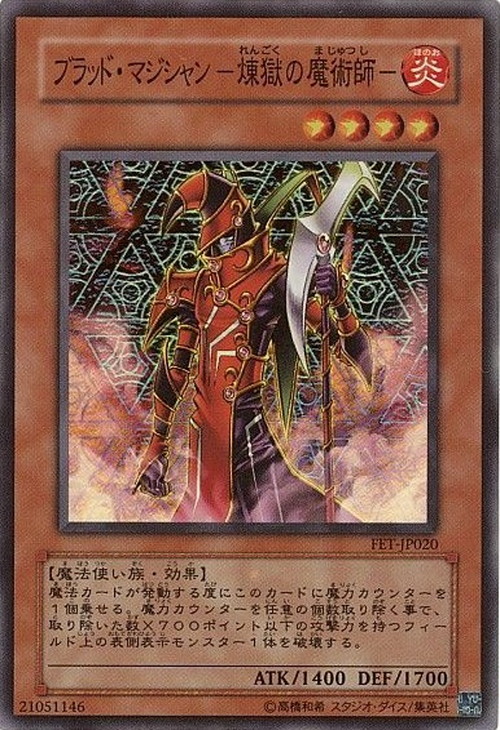 ブラッド・マジシャン－煉獄の魔術師－
炎
FET-JP020
【魔法使い族・効果】
魔法カードが発動する度にこのカードに魔力カウンターを
1個乗せる。魔力カウンターを任意の個数取り除く事で、
取り除いた数×700ポイント以下の攻撃力を持つフィー
ルド上の表側表示モンスター1体を破壊する。
ATK/1400 DEF/1700
21051146
©高橋和希 スタジオ・ダイス/集英社